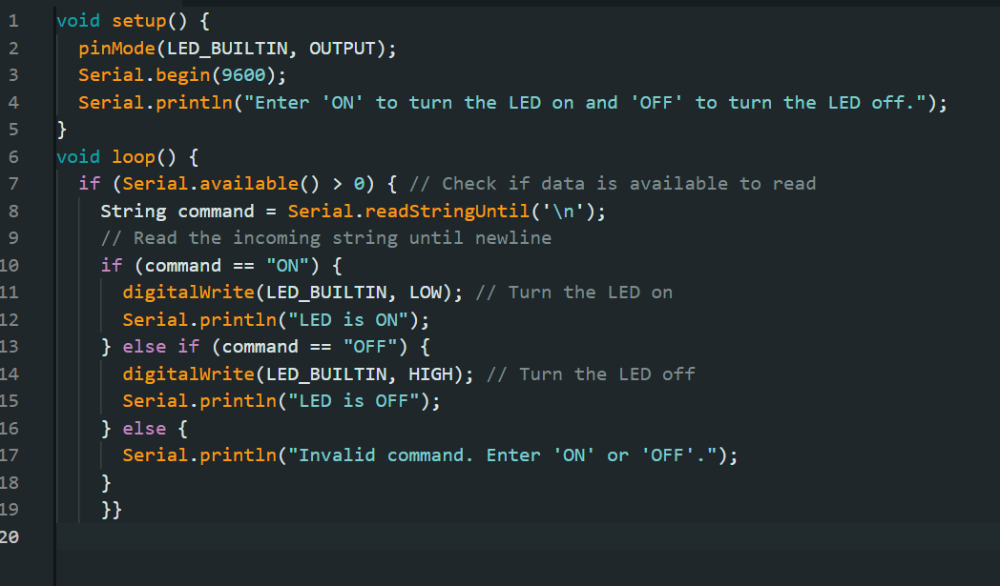 1 void setup() {
2   pinMode(LED_BUILTIN, OUTPUT);
3   Serial.begin(9600);
4   Serial.println("Enter 'ON' to turn the LED on and 'OFF' to turn the LED off.");
5 }
6 void loop() {
7   if (Serial.available() > 0) { // Check if data is available to read
8     String command = Serial.readStringUntil('\n');
9     // Read the incoming string until newline
10     if (command == "ON") {
11       digitalWrite(LED_BUILTIN, LOW); // Turn the LED on
12       Serial.println("LED is ON");
13     } else if (command == "OFF") {
14       digitalWrite(LED_BUILTIN, HIGH); // Turn the LED off
15       Serial.println("LED is OFF");
16     } else {
17       Serial.println("Invalid command. Enter 'ON' or 'OFF'.");
18     }
19     }}
20